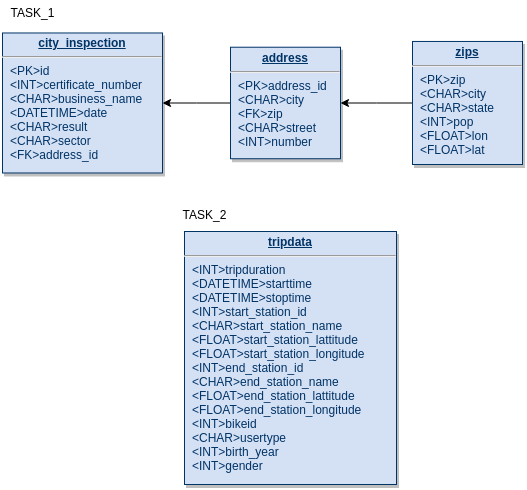 TASK_1
city_inspection
<PK>id
<INT>certificate_number
<CHAR>business_name
<DATETIME>date
<CHAR>result
<CHAR>sector
<FK>address_id
address
<PK>address_id
<CHAR>city
<FK>zip
<CHAR>street
<INT>number
zips
<PK>zip
<CHAR>city
<CHAR>state
<INT>pop
<FLOAT>lon
<FLOAT>lat
TASK_2
tripdata
<INT>tripduration
<DATETIME>starttime
<DATETIME>stoptime
<INT>start_station_id
<CHAR>start_station_name
<FLOAT>start_station_lattitude
<FLOAT>start_station_longitude
<INT>end_station_id
<CHAR>end_station_name
<FLOAT>end_station_lattitude
<FLOAT>end_station_longitude
<INT>bikeid
<CHAR>usertype
<INT>birth_year
<INT>gender